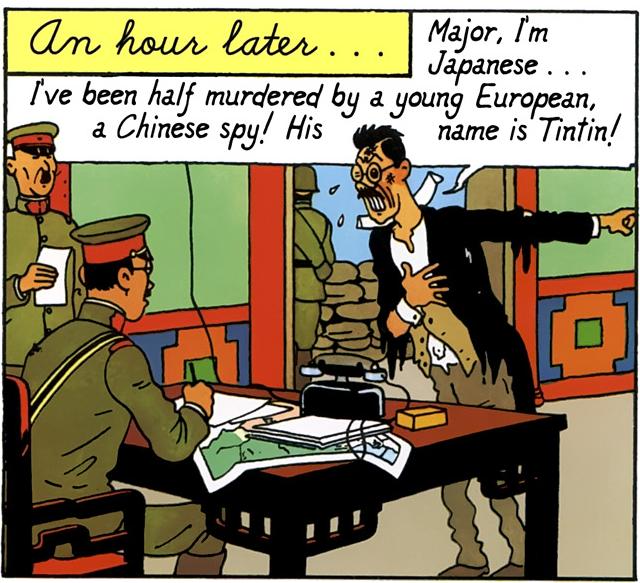 An hour later . . .
Major, I'm
Japanese . . .
I've been half murdered by a young European,
a Chinese spy! His name is Tintin!